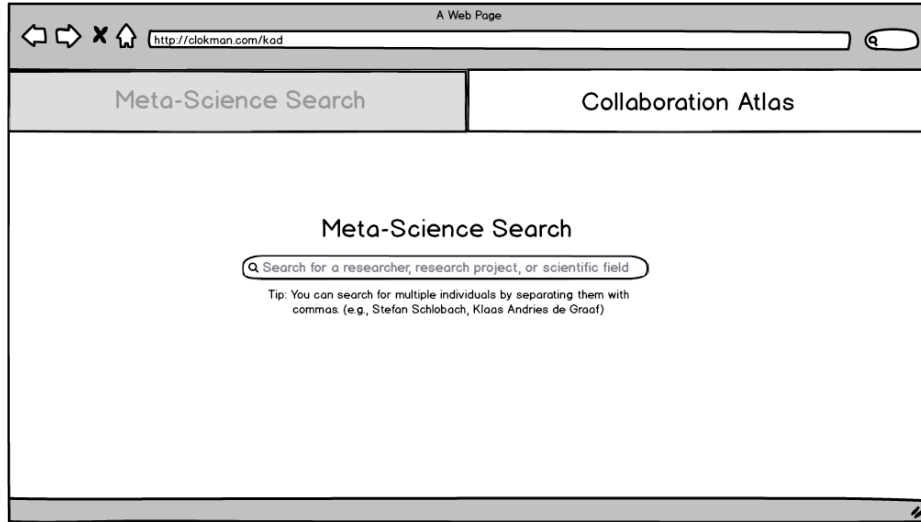 A Web Page
http://clokman.com/kad
Meta-Science Search
Collaboration Atlas
Meta-Science Search
Search for a researcher, research project, or scientific field
Tip: You can search for multiple individuals by separating them with
commas. (e.g., Stefan Schlobach, Klaas Andries de Graaf)